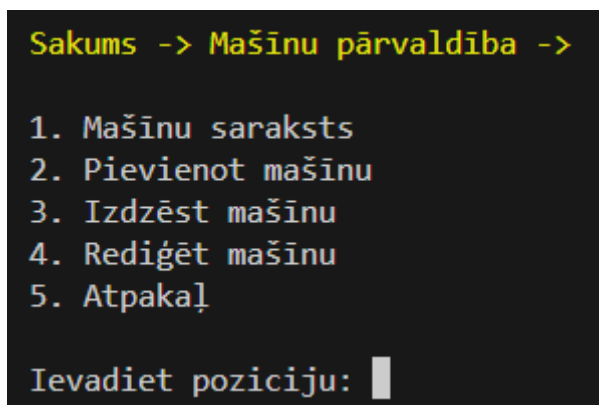 Sakums -> Mašīnu pārvaldība ->
1. Mašīnu saraksts
2. Pievienot mašīnu
3. Izdzēst mašīnu
4. Rediģēt mašīnu
5. Atpakaļ
Ievadiet poziciju: